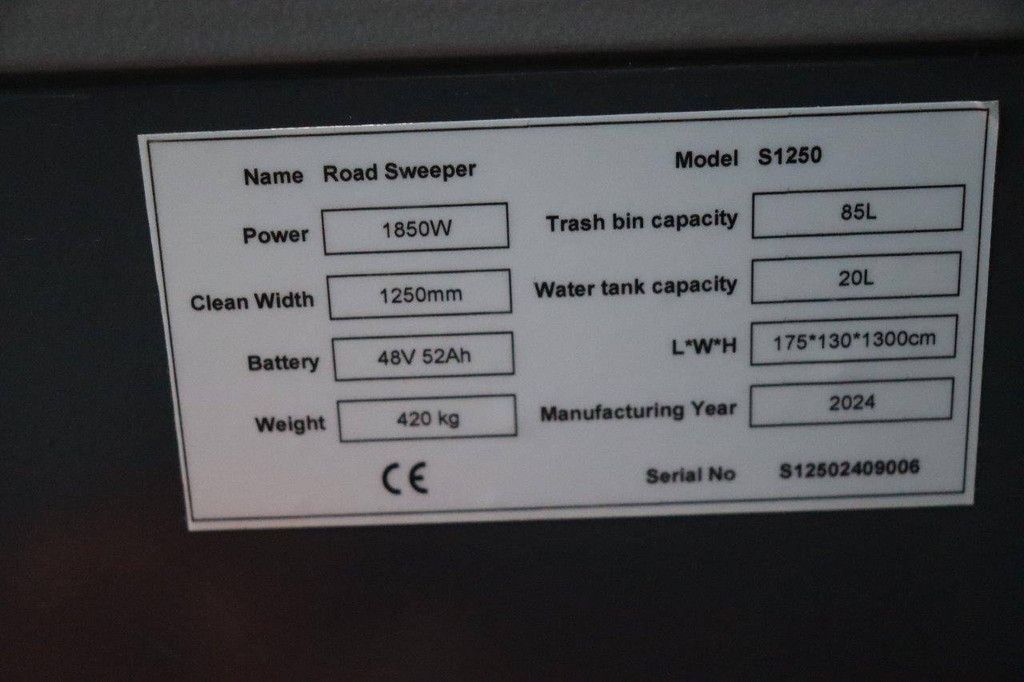 Name Road Sweeper Model S1250
Power 1850W Trash bin capacity 85L
Clean Width 1250mm Water tank capacity 20L
Battery 48V 52Ah L*W*H 175*130*1300cm
Weight 420 kg Manufacturing Year 2024
CE Serial No S12502409006